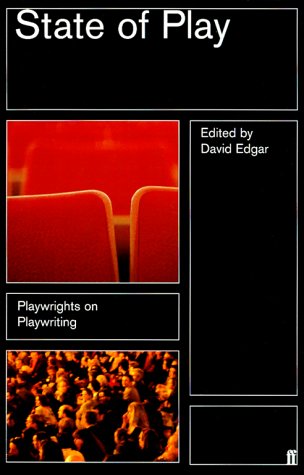 State of Play
Edited by
David Edgar
Playwrights on
Playwriting
ff